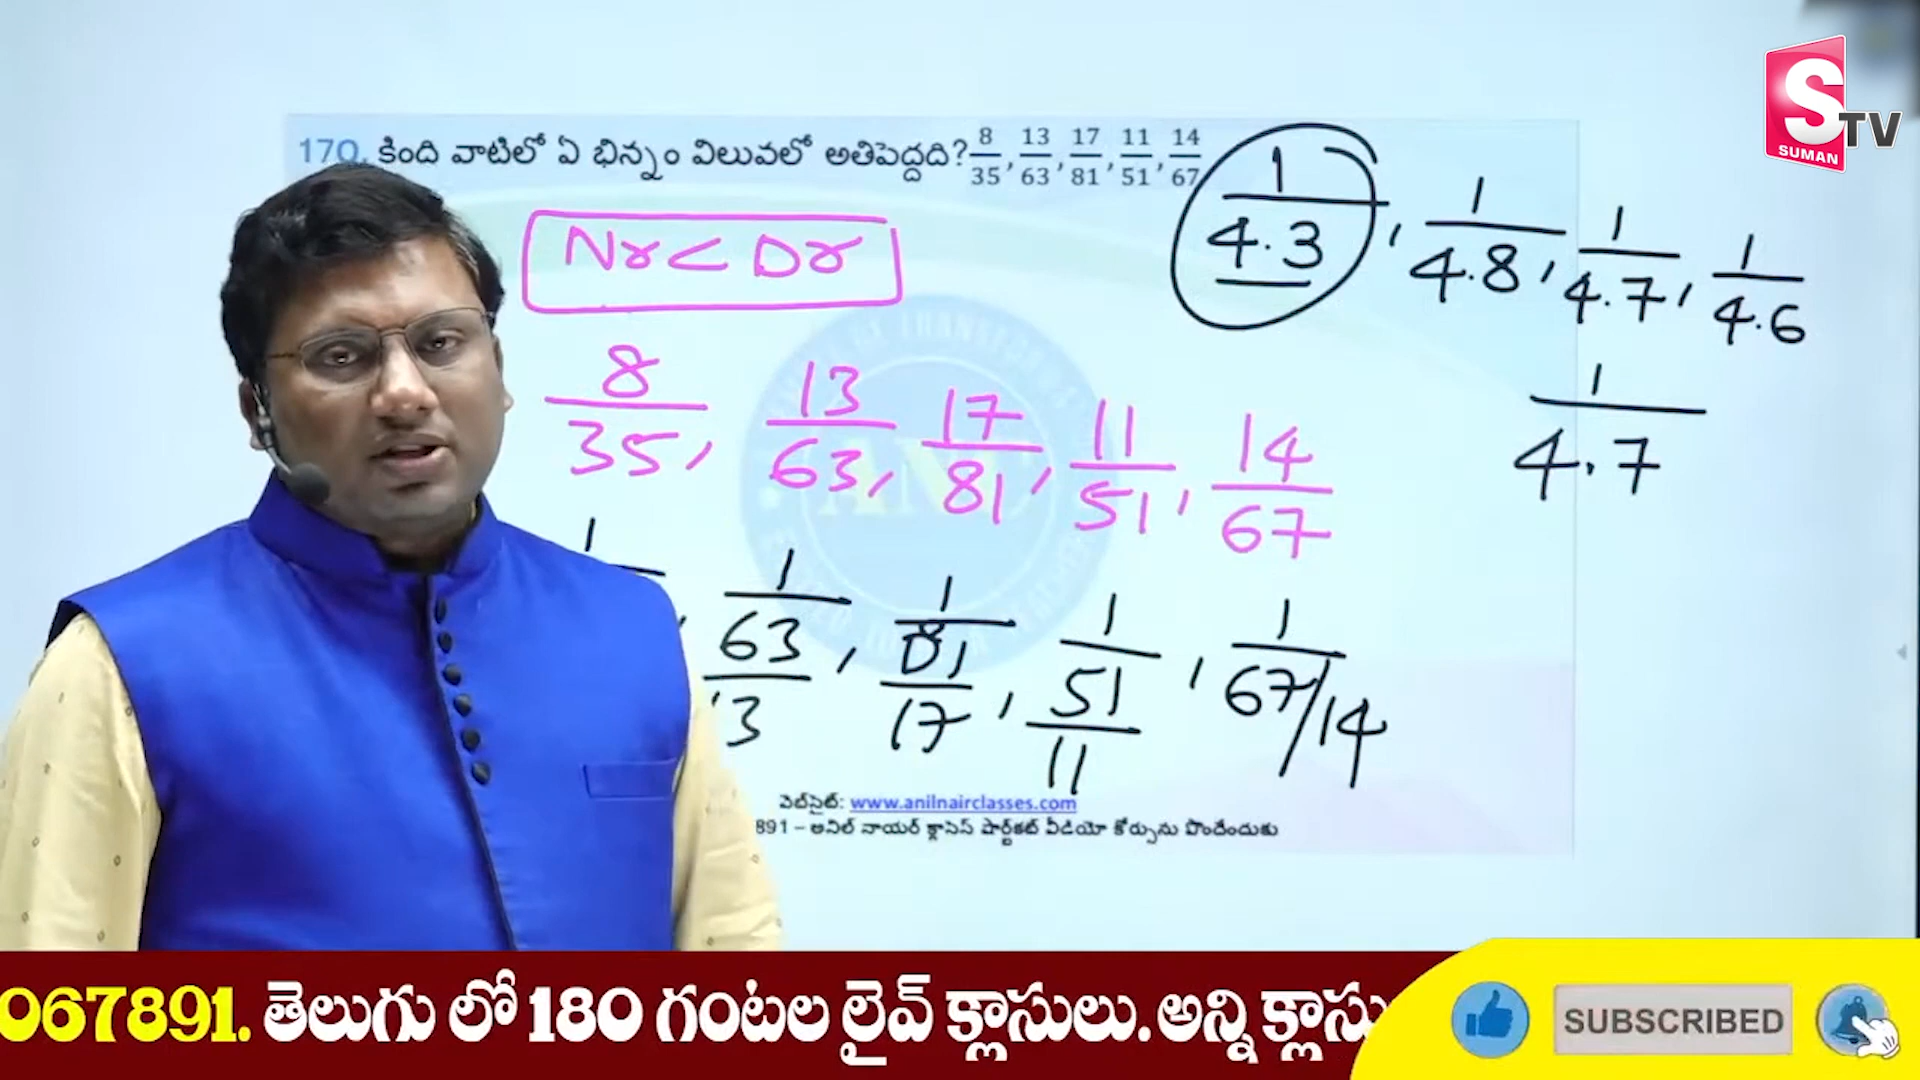 S TV
SUMAN
170. కింది వాటిలో ఏ భిన్నం విలువలో అతిపెద్దది? 8/35, 13/63, 17/81, 11/51, 14/67
1/4.3, 1/4.8, 1/4.7, 1/4.6
1/4.7
Nr < Dr
8/35, 13/63, 17/81, 11/51, 14/67
1/(63/13), 1/(81/17), 1/(51/11), 1/(67/14)
వెబ్‌సైట్: www.anilnairclasses.com
891 – అనిల్ నాయర్ క్లాసెస్ షార్ట్‌కట్ వీడియో కోర్సును పొందేందుకు
067891. తెలుగు లో 180 గంటల లైవ్ క్లాసులు. అన్ని క్లాసు
SUBSCRIBED